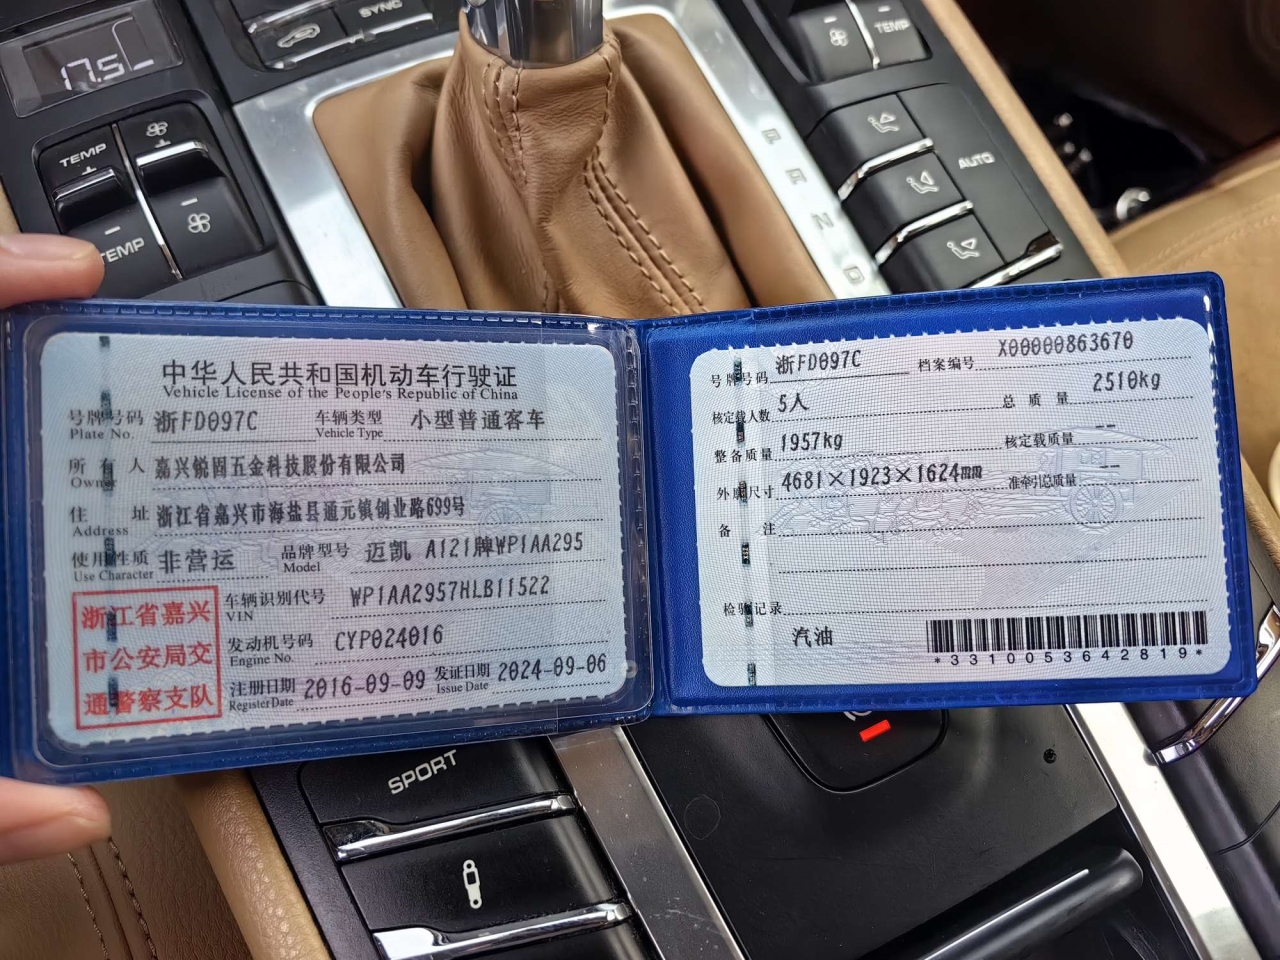 17.5
SYNC
TEMP
TEMP
TEMP
AUTO
P
R
N
D
中华人民共和国机动车行驶证
Vehicle License of the People's Republic of China
号牌号码 浙FD097C 车辆类型 小型普通客车
Plate No. Vehicle Type
所有人 嘉兴锐固五金科技股份有限公司
Owner
住址 浙江省嘉兴市海盐县通元镇创业路699号
Address
使用性质 非营运 品牌型号 迈凯 A121牌WP1AA295
Use Character Model
浙江省嘉兴
市公安局交
通警察支队
车辆识别代号 WP1AA2957HLB11522
VIN
发动机号码 CYP024016
Engine No.
注册日期 2016-09-09 发证日期 2024-09-06
Register Date Issue Date
号牌号码 浙FD097C 档案编号 X00000863670
核定载人数 5人 总质量 2510kg
整备质量 1957kg 核定载质量 --
外廓尺寸 4681×1923×1624mm 准牵引总质量 --
备注
检验记录
汽油
*3310053642819*
SPORT